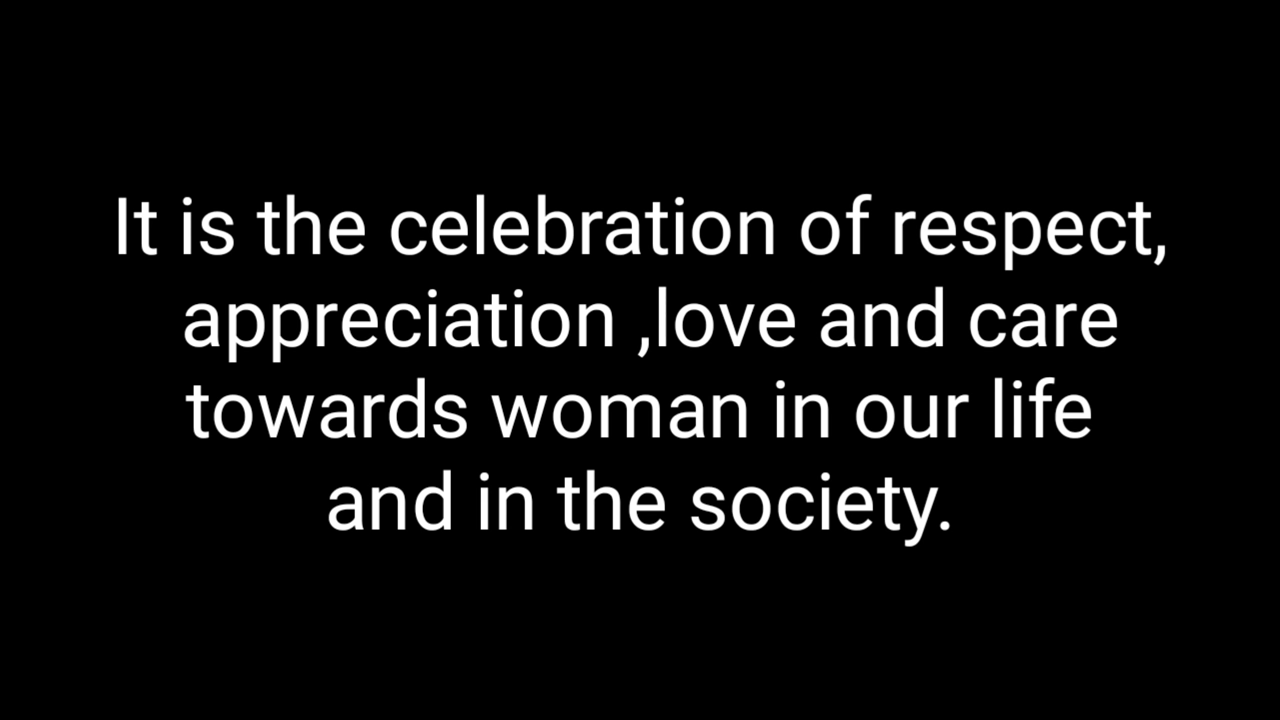 It is the celebration of respect,
appreciation ,love and care
towards woman in our life
and in the society.